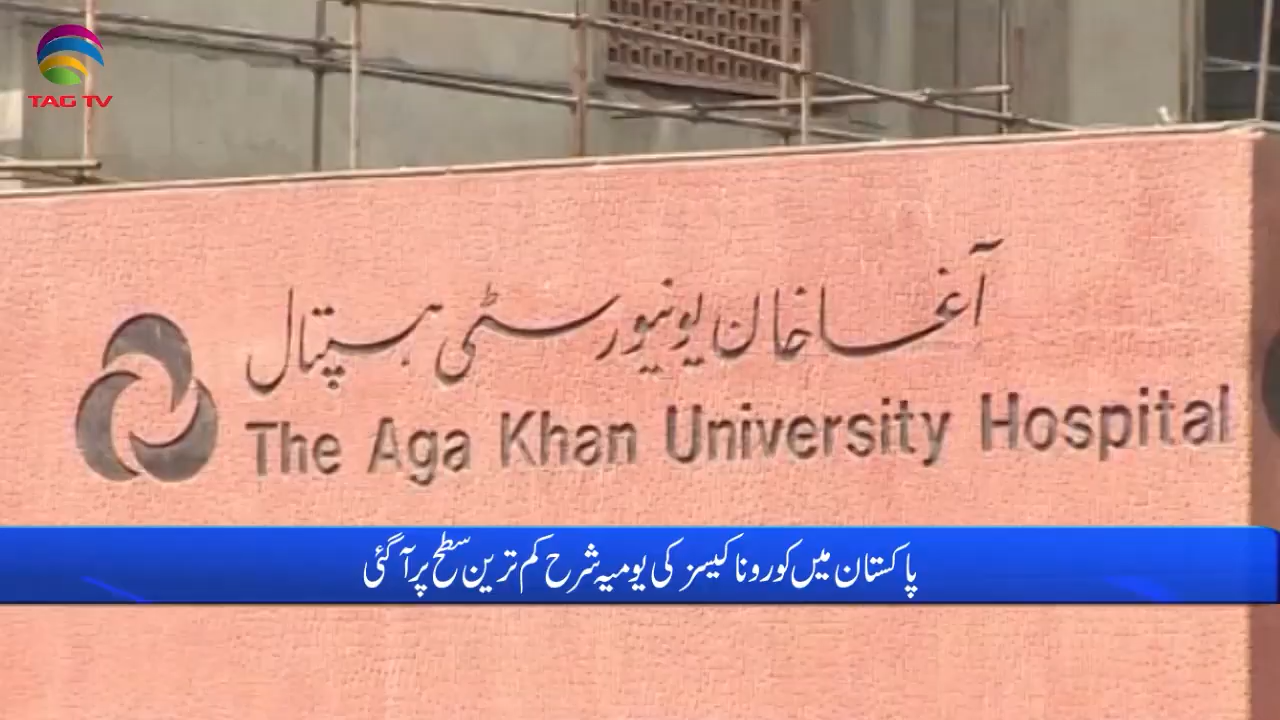 TAG TV
آغا خان یونیورسٹی ہسپتال
The Aga Khan University Hospital
پاکستان میں کورونا کیسز کی یومیہ شرح کم ترین سطح پر آگئی